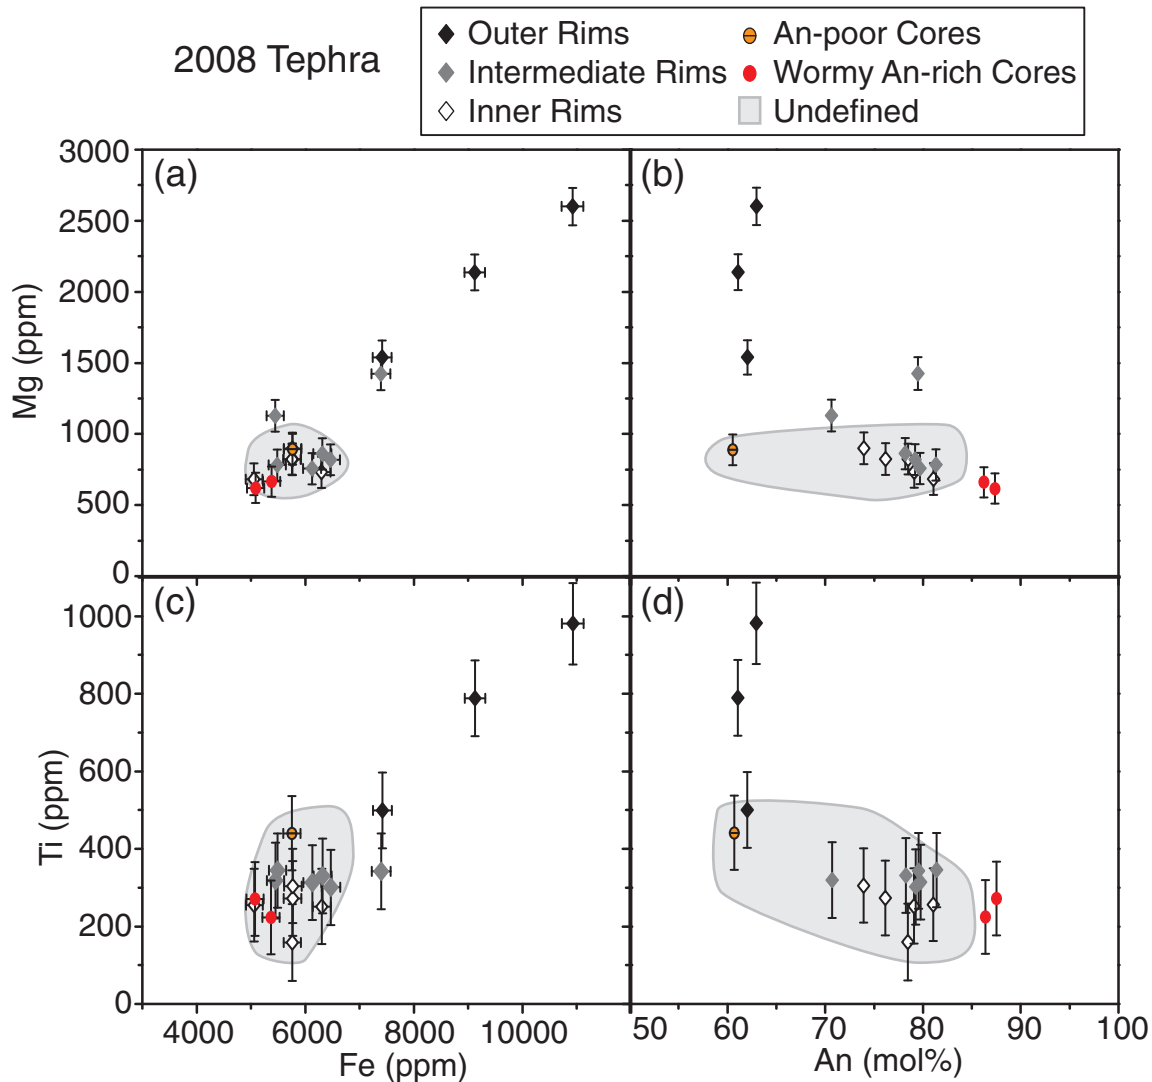 2008 Tephra
Outer Rims
An-poor Cores
Intermediate Rims
Wormy An-rich Cores
Inner Rims
Undefined
(a)
(b)
3000
2500
2000
1500
1000
500
0
Mg (ppm)
(c)
(d)
1000
800
600
400
200
0
Ti (ppm)
4000 6000 8000 10000
Fe (ppm)
50 70 80 90 100
An (mol%)